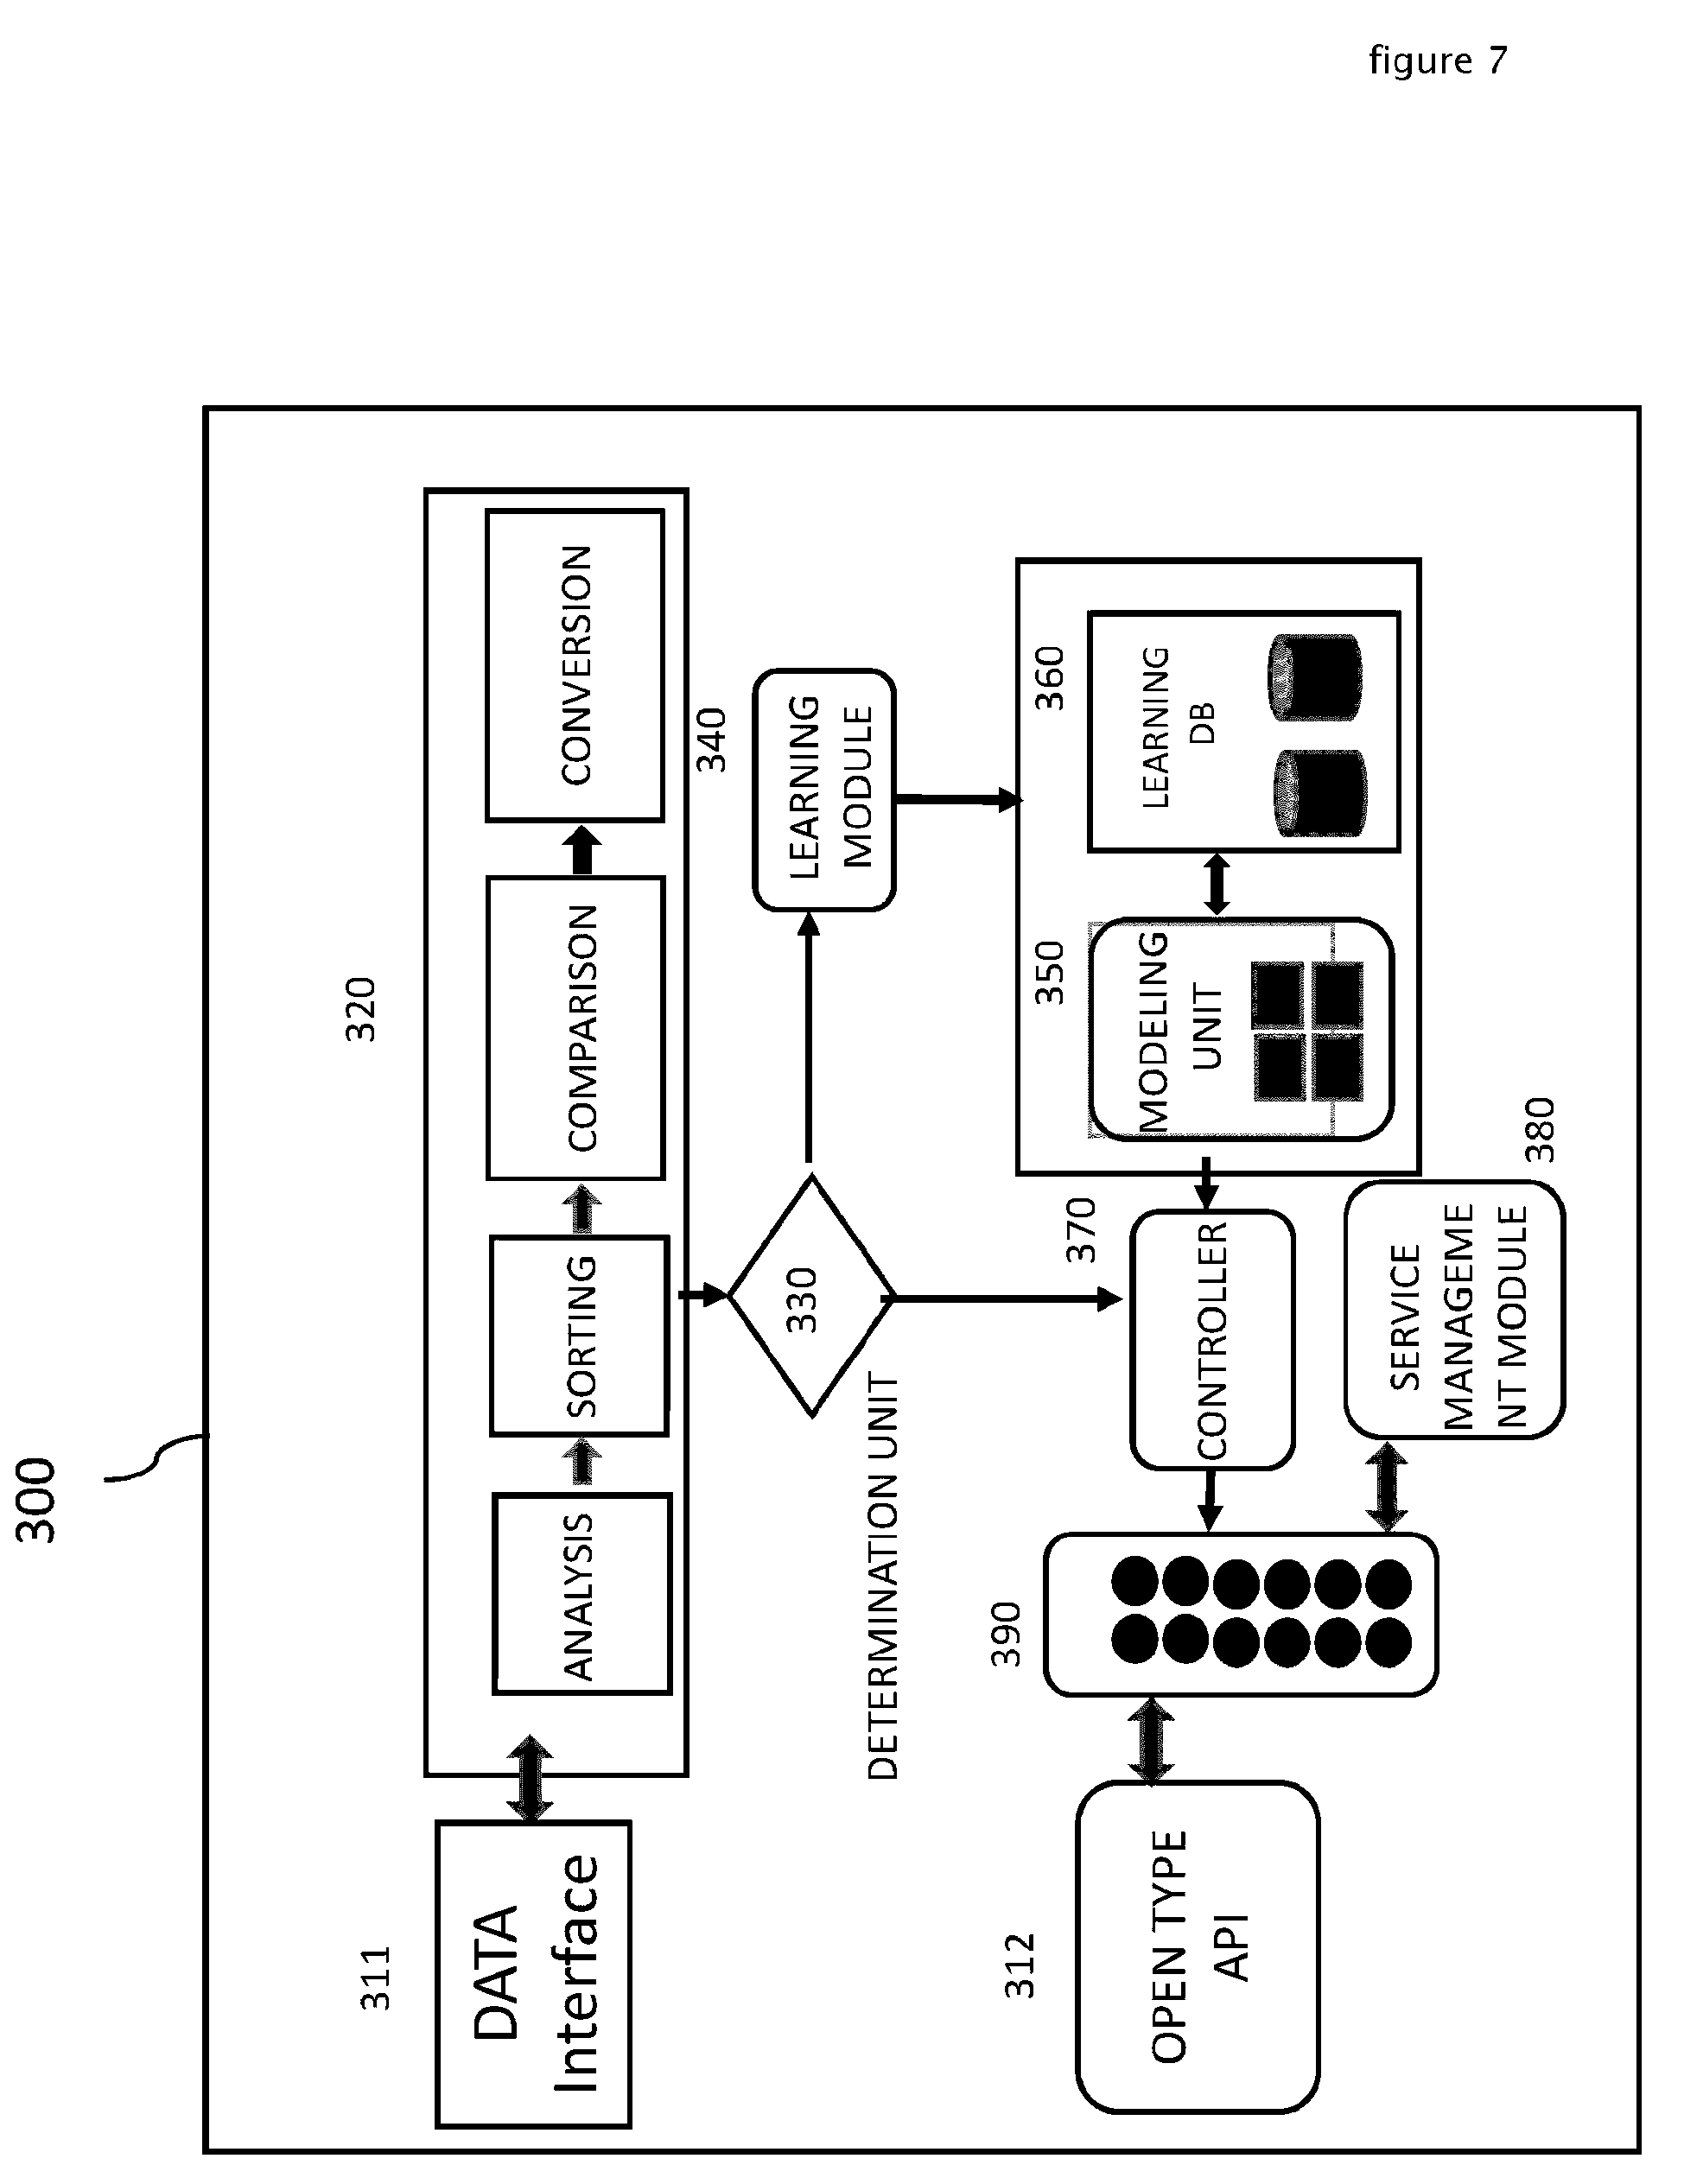 figure 7
300
311
DATA
Interface
320
ANALYSIS
SORTING
COMPARISON
CONVERSION
330
DETERMINATION UNIT
340
LEARNING
MODULE
350
MODELING
UNIT
360
LEARNING
DB
370
CONTROLLER
380
SERVICE
MANAGEME
NT MODULE
390
312
OPEN TYPE
API